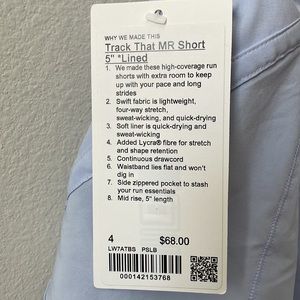 WHY WE MADE THIS
Track That MR Short
5" *Lined
1. We made these high-coverage run
shorts with extra room to keep
up with your pace and long
strides
2. Swift fabric is lightweight,
four-way stretch,
sweat-wicking, and quick-drying
3. Soft liner is quick-drying and
sweat-wicking
4. Added Lycra® fibre for stretch
and shape retention
5. Continuous drawcord
6. Waistband lies flat and won't
dig in
7. Side zippered pocket to stash
your run essentials
8. Mid rise, 5" length
4 $68.00
LW7ATBS PSLB
000142153768